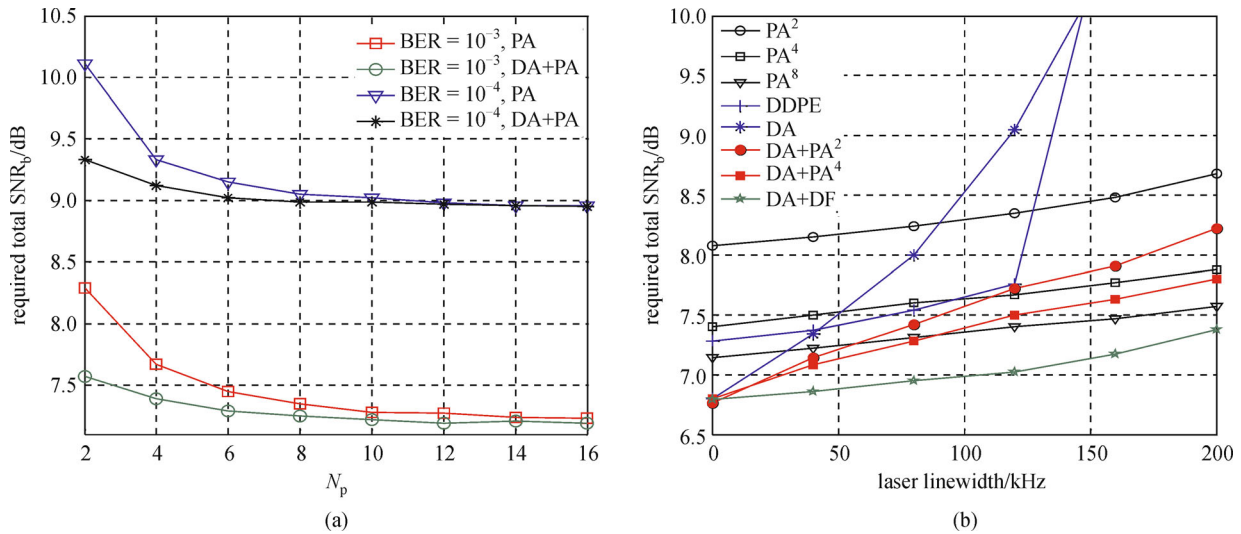 10.5
10.0
9.5
9.0
8.5
8.0
7.5
required total SNR_b/dB
BER = 10⁻³, PA
BER = 10⁻³, DA+PA
BER = 10⁻⁴, PA
BER = 10⁻⁴, DA+PA
2 4 6 8 10 12 14 16
N_p
(a)
10.0
9.5
9.0
8.5
8.0
7.5
7.0
6.5
required total SNR_b/dB
PA²
PA⁴
PA⁸
DDPE
DA
DA+PA²
DA+PA⁴
DA+DF
0 50 100 150 200
laser linewidth/kHz
(b)